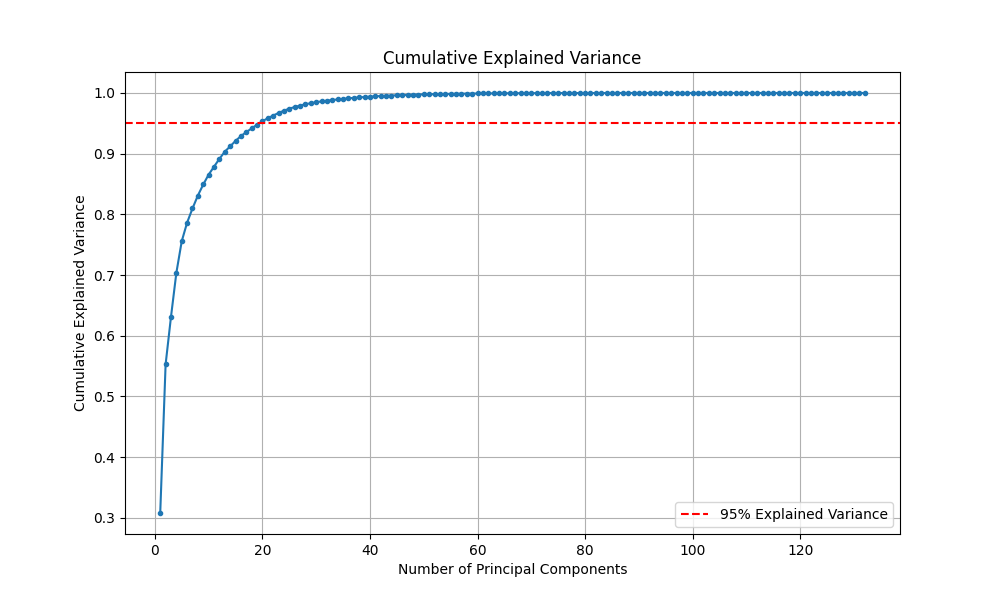 Cumulative Explained Variance
Cumulative Explained Variance
1.0
0.9
0.8
0.7
0.6
0.5
0.4
0.3
95% Explained Variance
0 20 40 60 80 100 120
Number of Principal Components